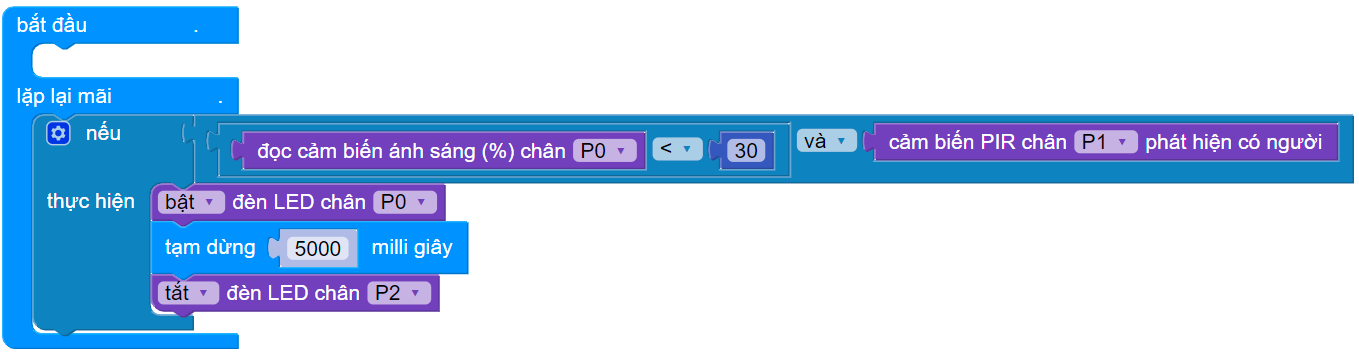 bắt đầu .
lặp lại mãi .
nếu đọc cảm biến ánh sáng (%) chân P0 < 30 và cảm biến PIR chân P1 phát hiện có người
thực hiện bật đèn LED chân P0
tạm dừng 5000 milli giây
tắt đèn LED chân P2